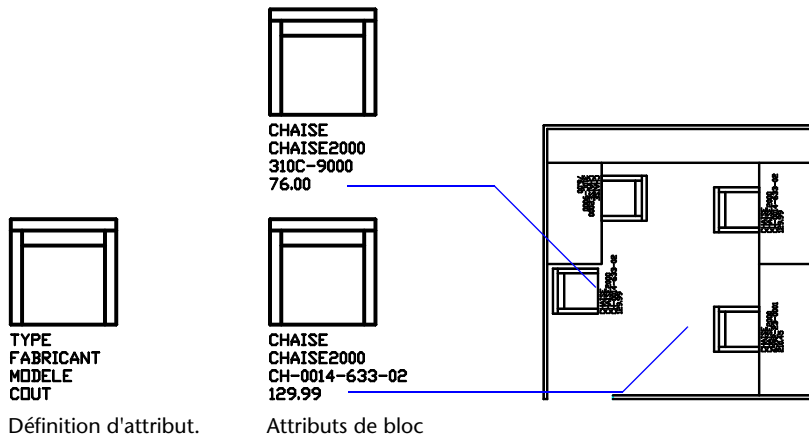 CHAISE
CHAISE2000
310C-9000
76.00
TYPE
FABRICANT
MODELE
COUT
CHAISE
CHAISE2000
CH-0014-633-02
129.99
Définition d'attribut.
Attributs de bloc